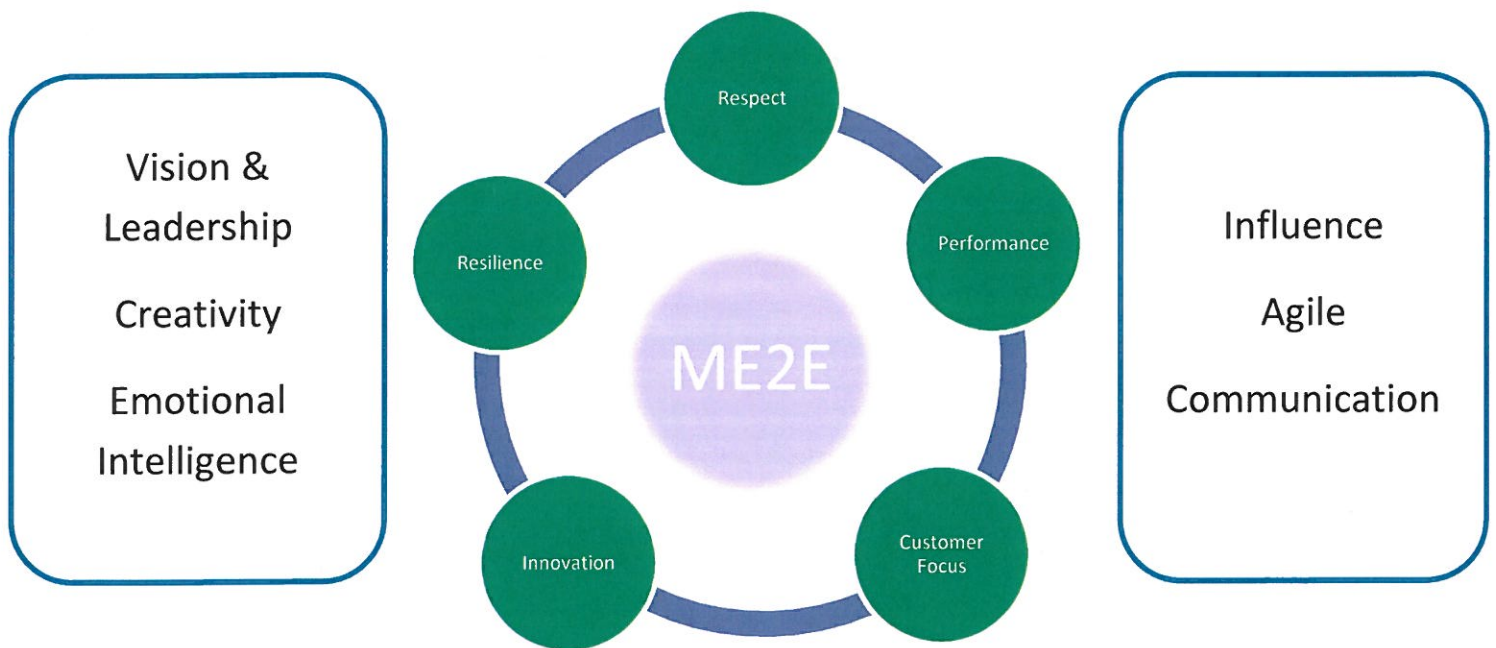 Vision &
Leadership
Creativity
Emotional
Intelligence
Respect
Performance
Customer
Focus
Innovation
Resilience
ME2E
Influence
Agile
Communication